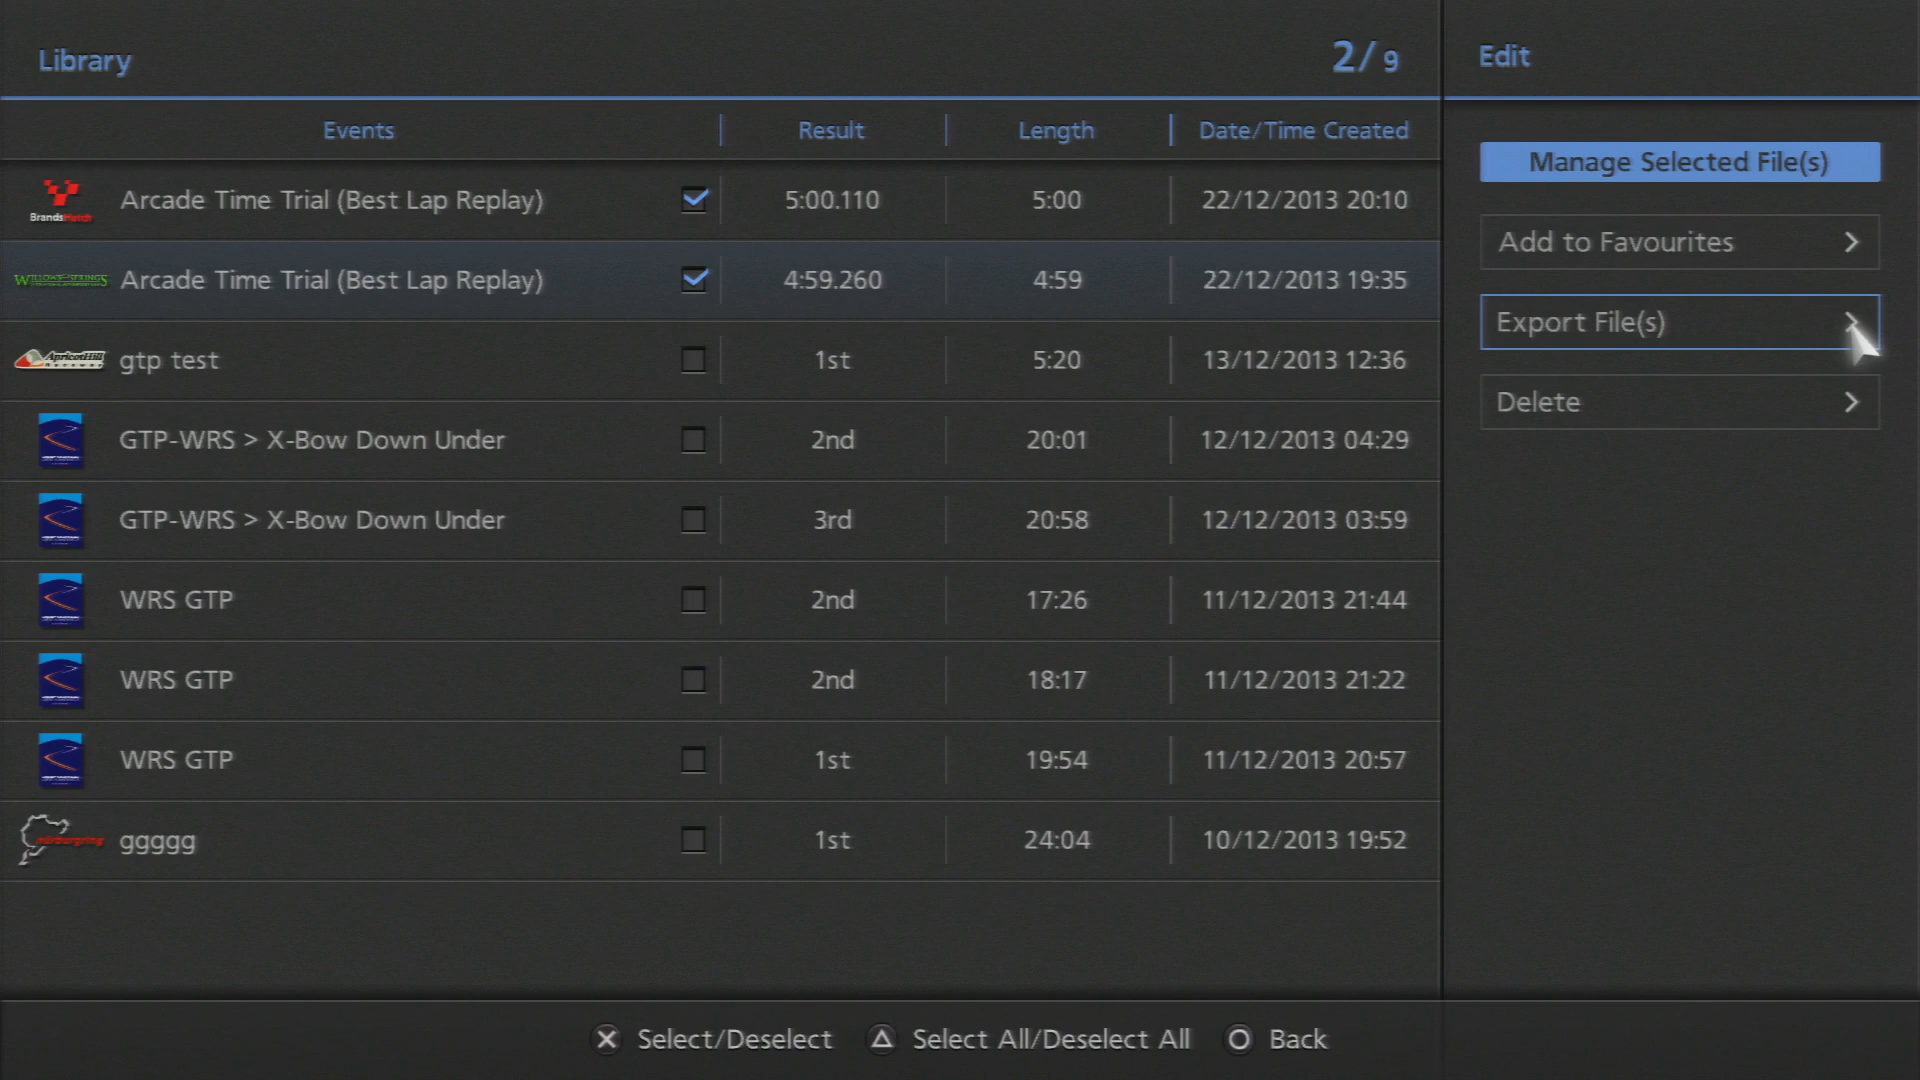 Library
2/ 9
Edit
Events Result Length Date/Time Created
Manage Selected File(s)
BrandsHatch Arcade Time Trial (Best Lap Replay) 5:00.110 5:00 22/12/2013 20:10
Add to Favourites
Willow Springs Arcade Time Trial (Best Lap Replay) 4:59.260 4:59 22/12/2013 19:35
Export File(s)
ApricotHill Raceway gtp test 1st 5:20 13/12/2013 12:36
Delete
GTP-WRS > X-Bow Down Under 2nd 20:01 12/12/2013 04:29
GTP-WRS > X-Bow Down Under 3rd 20:58 12/12/2013 03:59
WRS GTP 2nd 17:26 11/12/2013 21:44
WRS GTP 2nd 18:17 11/12/2013 21:22
WRS GTP 1st 19:54 11/12/2013 20:57
nürburgring ggggg 1st 24:04 10/12/2013 19:52
Select/Deselect Select All/Deselect All Back